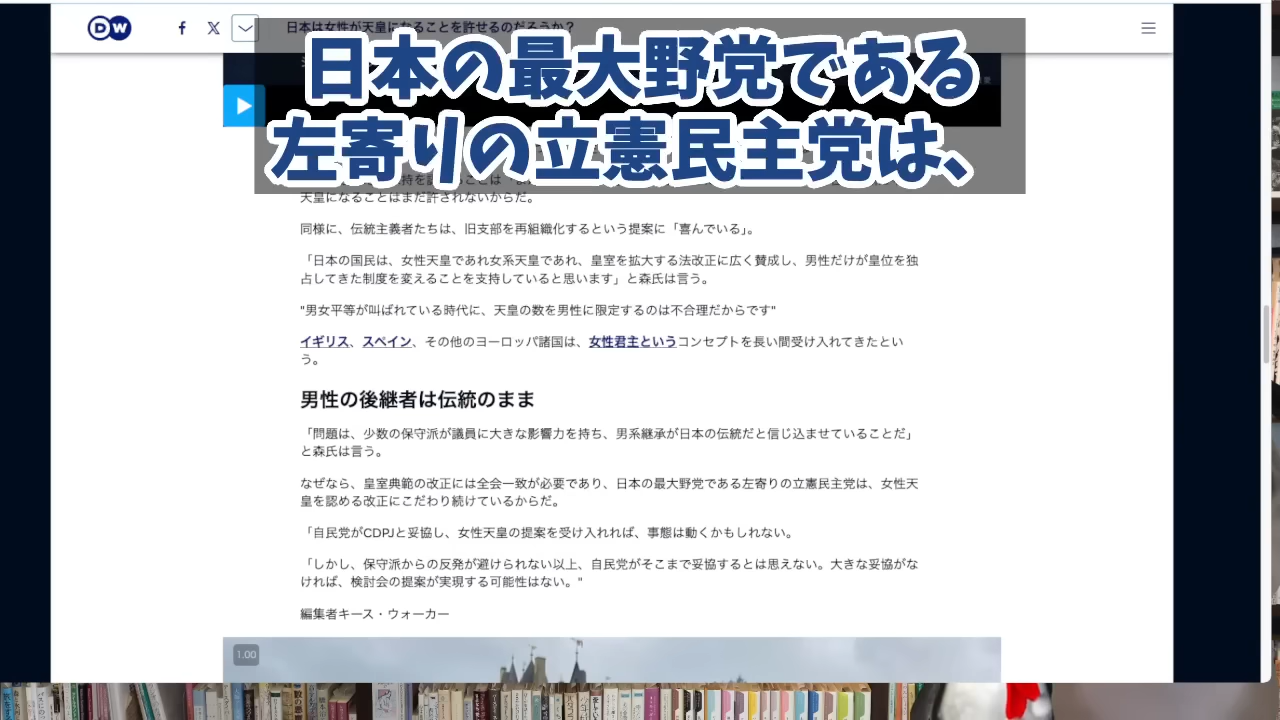 DW
日本は女性が天皇になることを許せるのだろうか？
日本の最大野党である
左寄りの立憲民主党は、
天皇になることはまだ許されないからだ。
同様に、伝統主義者たちは、旧支部を再組織化するという提案に「喜んでいる」。
「日本の国民は、女性天皇であれ女系天皇であれ、皇室を拡大する法改正に広く賛成し、男性だけが皇位を独
占してきた制度を変えることを支持していると思います」と森氏は言う。
"男女平等が叫ばれている時代に、天皇の数を男性に限定するのは不合理だからです"
イギリス、スペイン、その他のヨーロッパ諸国は、女性君主というコンセプトを長い間受け入れてきたとい
う。
男性の後継者は伝統のまま
「問題は、少数の保守派が議員に大きな影響力を持ち、男系継承が日本の伝統だと信じ込ませていることだ」
と森氏は言う。
なぜなら、皇室典範の改正には全会一致が必要であり、日本の最大野党である左寄りの立憲民主党は、女性天
皇を認める改正にこだわり続けているからだ。
「自民党がCDPJと妥協し、女性天皇の提案を受け入れれば、事態は動くかもしれない。
「しかし、保守派からの反発が避けられない以上、自民党がそこまで妥協するとは思えない。大きな妥協がな
ければ、検討会の提案が実現する可能性はない。"
編集者キース・ウォーカー
1.00